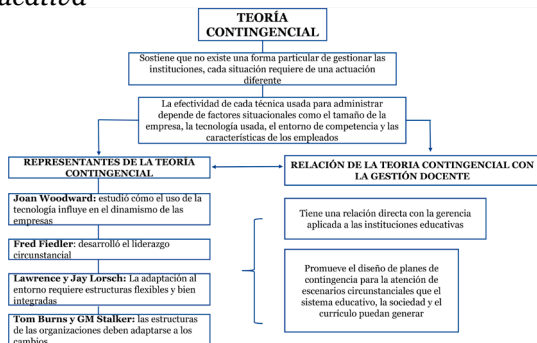 TEORÍA
CONTINGENCIAL
Sostiene que no existe una forma particular de gestionar las
instituciones, cada situación requiere de una actuación
diferente
La efectividad de cada técnica usada para administrar
depende de factores situacionales como el tamaño de la
empresa, la tecnología usada, el entorno de competencia y las
características de los empleados
REPRESENTANTES DE LA TEORÍA
CONTINGENCIAL
Joan Woodward: estudió cómo el uso de la
tecnología influye en el dinamismo de las
empresas
Fred Fiedler: desarrolló el liderazgo
circunstancial
Lawrence y Jay Lorsch: La adaptación al
entorno requiere estructuras flexibles y bien
integradas
Tom Burns y GM Stalker: las estructuras
de las organizaciones deben adaptarse a los
cambios
RELACIÓN DE LA TEORIA CONTINGENCIAL CON
LA GESTIÓN DOCENTE
Tiene una relación directa con la gerencia
aplicada a las instituciones educativas
Promueve el diseño de planes de
contingencia para la atención de
escenarios circunstanciales que el
sistema educativo, la sociedad y el
currículo puedan generar